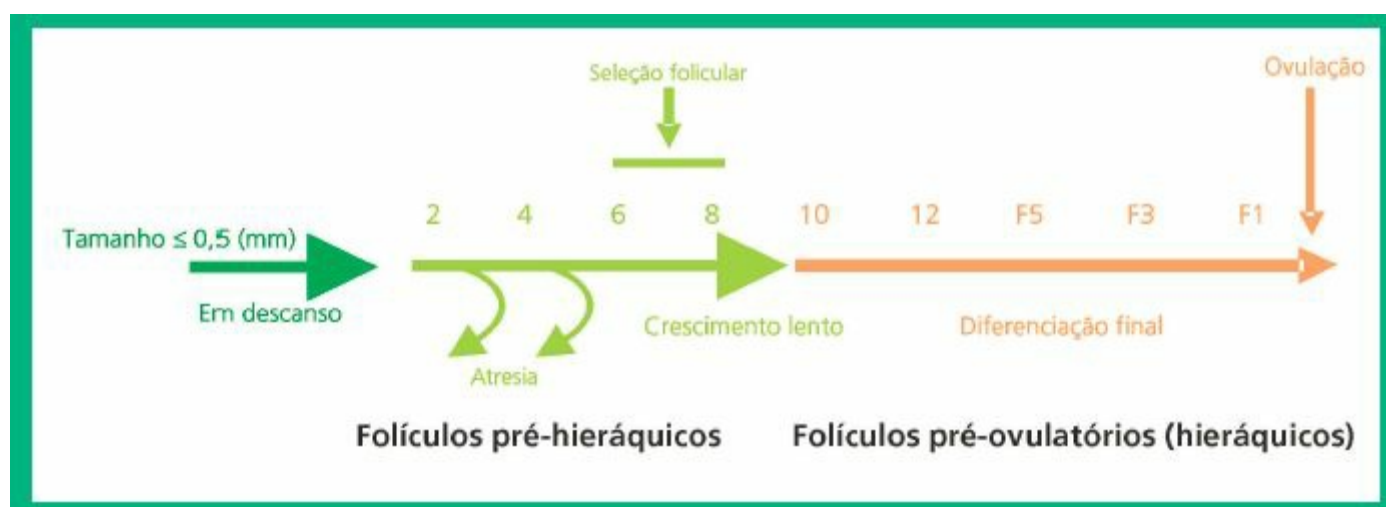 Seleção folicular
Ovulação
2 4 6 8 10 12 F5 F3 F1
Tamanho ≤ 0,5 (mm)
Em descanso
Crescimento lento
Diferenciação final
Atresia
Folículos pré-hieráquicos
Folículos pré-ovulatórios (hieráquicos)